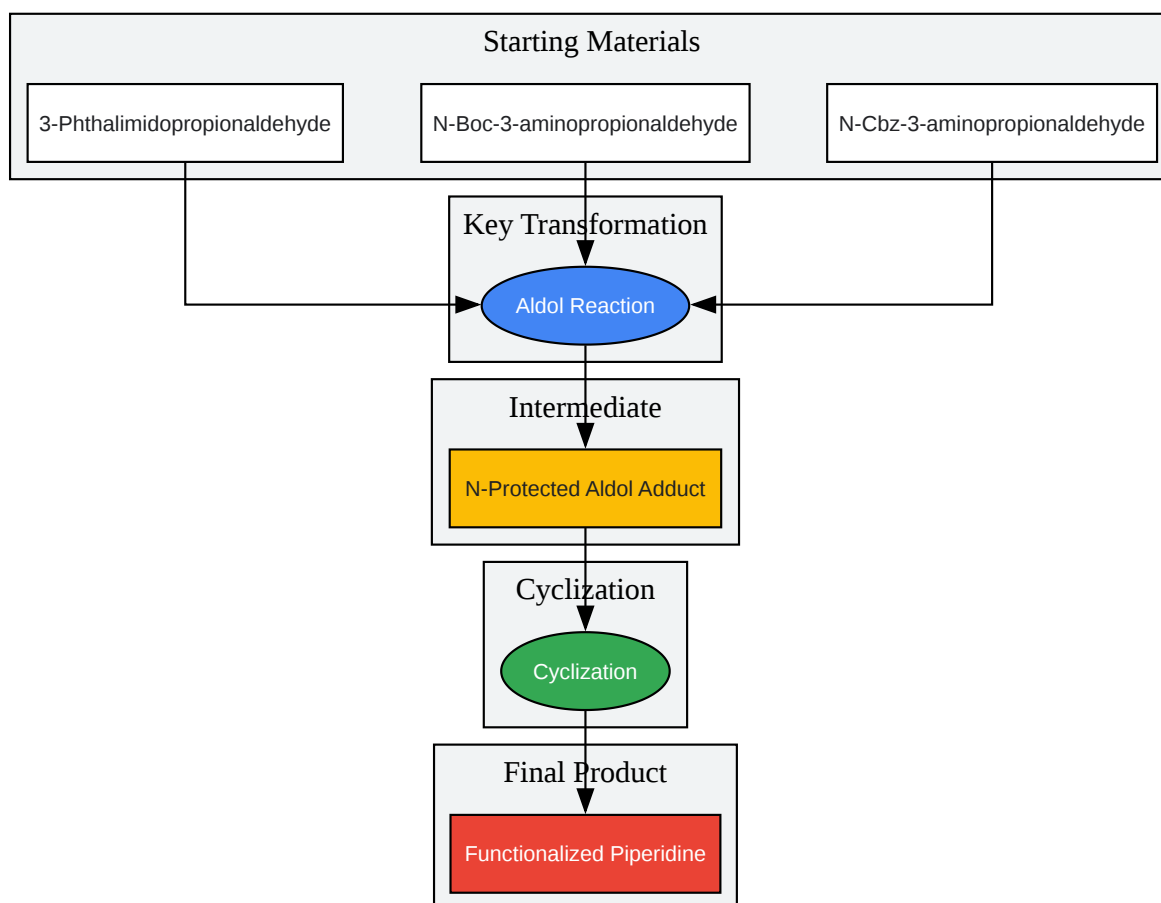 Starting Materials
3-Phthalimidopropionaldehyde
N-Boc-3-aminopropionaldehyde
N-Cbz-3-aminopropionaldehyde
Key Transformation
Aldol Reaction
Intermediate
N-Protected Aldol Adduct
Cyclization
Cyclization
Final Product
Functionalized Piperidine